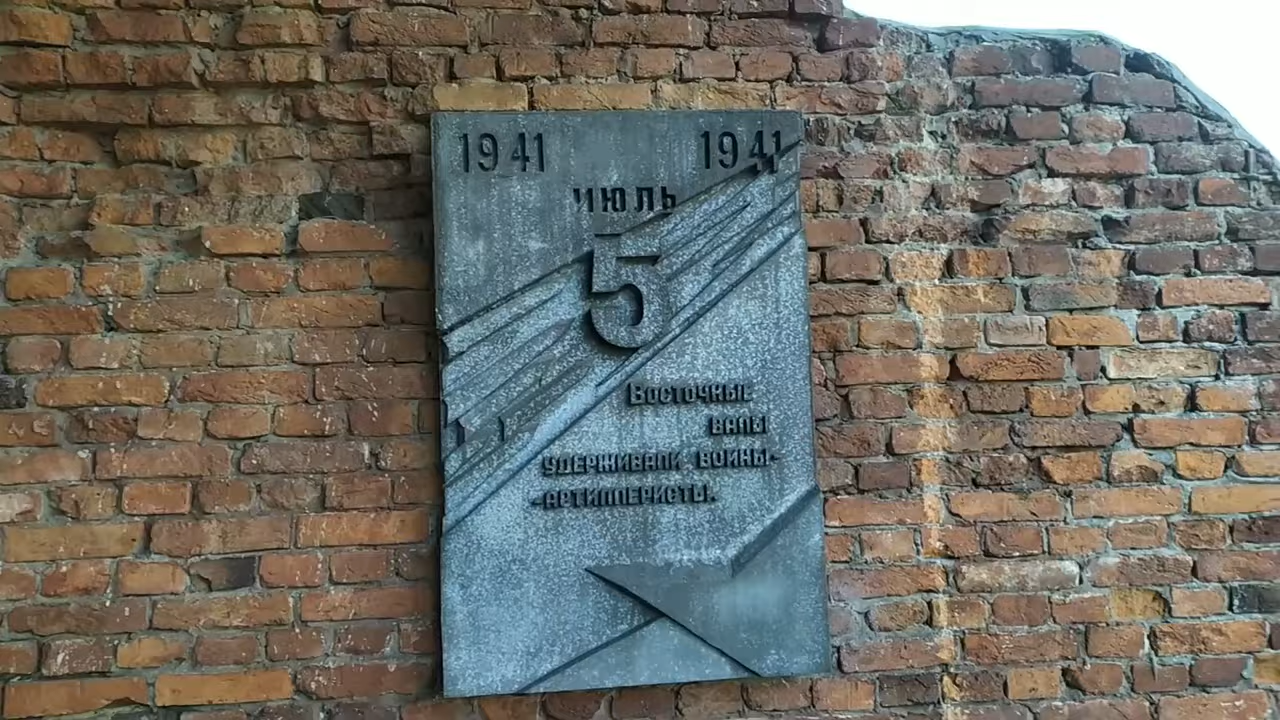 1941 1941
ИЮЛЬ
5
ВОСТОЧНЫЕ
ВАЛЫ
УДЕРЖИВАЛИ ВОИНЫ-
-АРТИЛЛЕРИСТЫ.